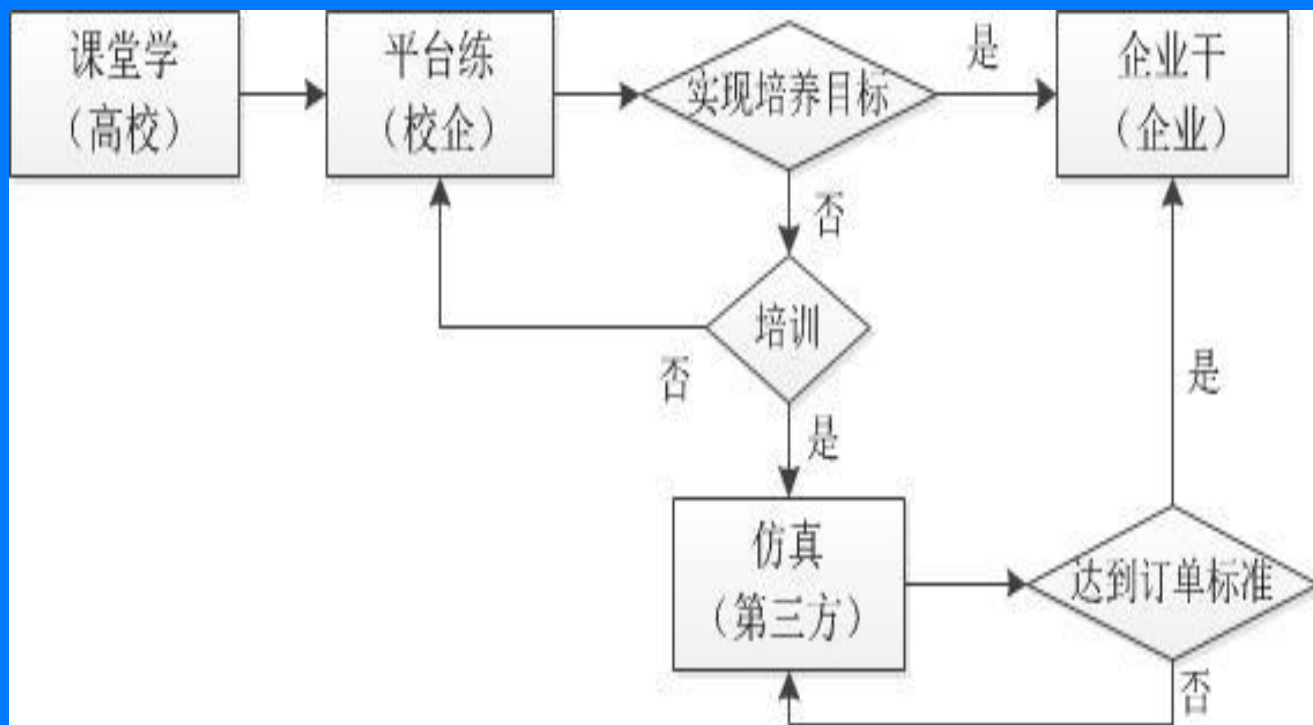 课堂学
（高校）
平台练
（校企）
实现培养目标
是
企业干
（企业）
否
培训
否
是
是
仿真
（第三方）
达到订单标准
否